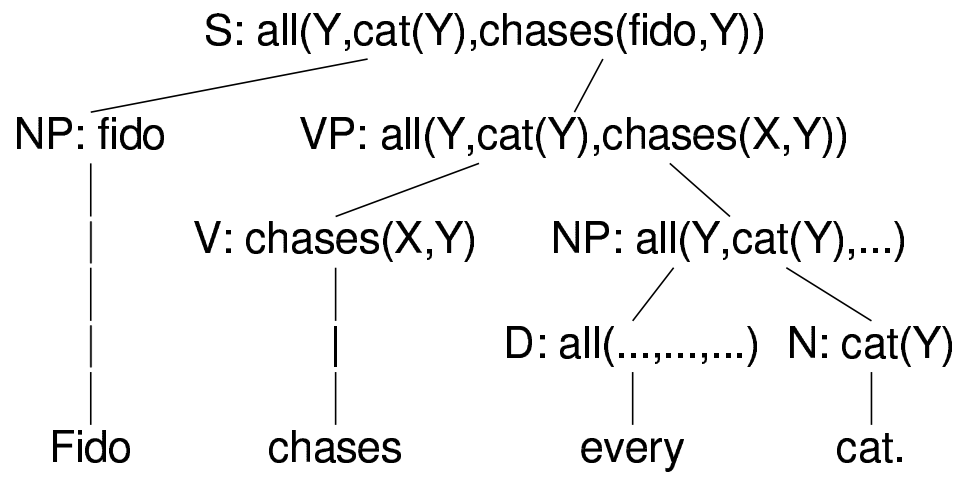 S: all(Y,cat(Y),chases(fido,Y))
NP: fido VP: all(Y,cat(Y),chases(X,Y))
V: chases(X,Y) NP: all(Y,cat(Y),...)
D: all(...,...,...) N: cat(Y)
Fido chases every cat.